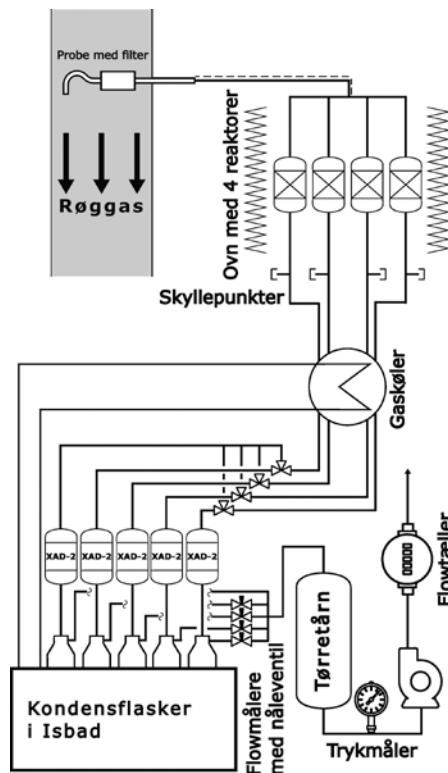 Probe med filter
Røggas
Ovn med 4 reaktorer
Skyllepunkter
Gaskøler
XAD-2
XAD-2
XAD-2
XAD-2
XAD-2
Flowtæller
00000
Tørretårn
Flowmålere
med nåleventil
Kondensflasker
i Isbad
Trykmåler